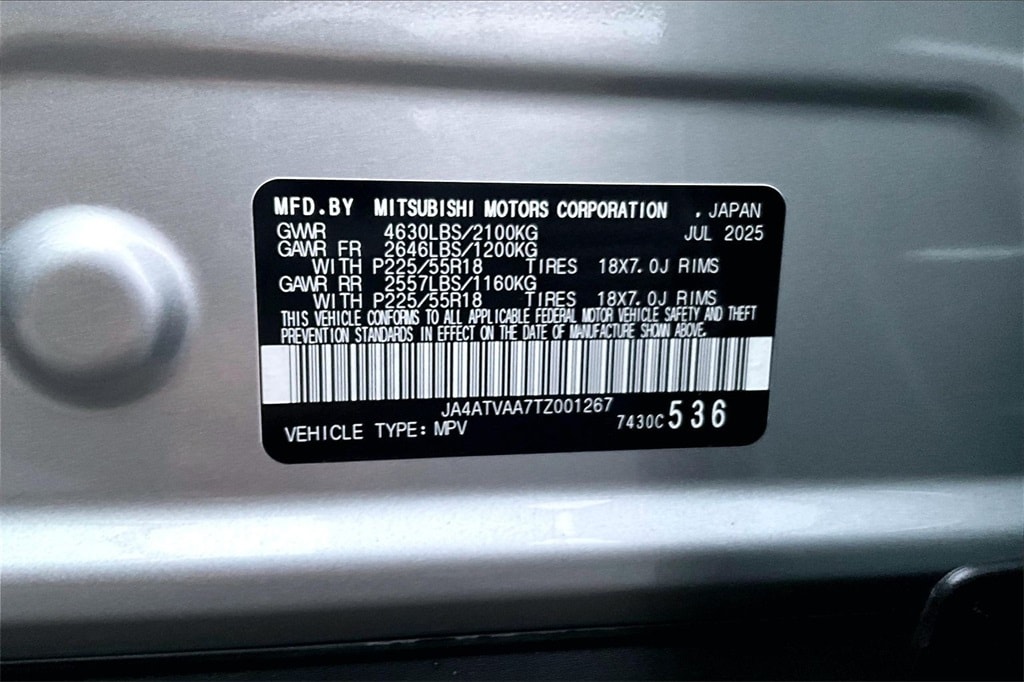 MFD.BY MITSUBISHI MOTORS CORPORATION . JAPAN
GVWR 4630LBS/2100KG JUL 2025
GAWR FR 2646LBS/1200KG
WITH P225/55R18 TIRES 18X7.0J RIMS
GAWR RR 2557LBS/1160KG
WITH P225/55R18 TIRES 18X7.0J RIMS
THIS VEHICLE CONFORMS TO ALL APPLICABLE FEDERAL MOTOR VEHICLE SAFETY AND THEFT
PREVENTION STANDARDS IN EFFECT ON THE DATE OF MANUFACTURE SHOWN ABOVE.
JA4ATVAA7TZ001267
VEHICLE TYPE: MPV 7430C 536